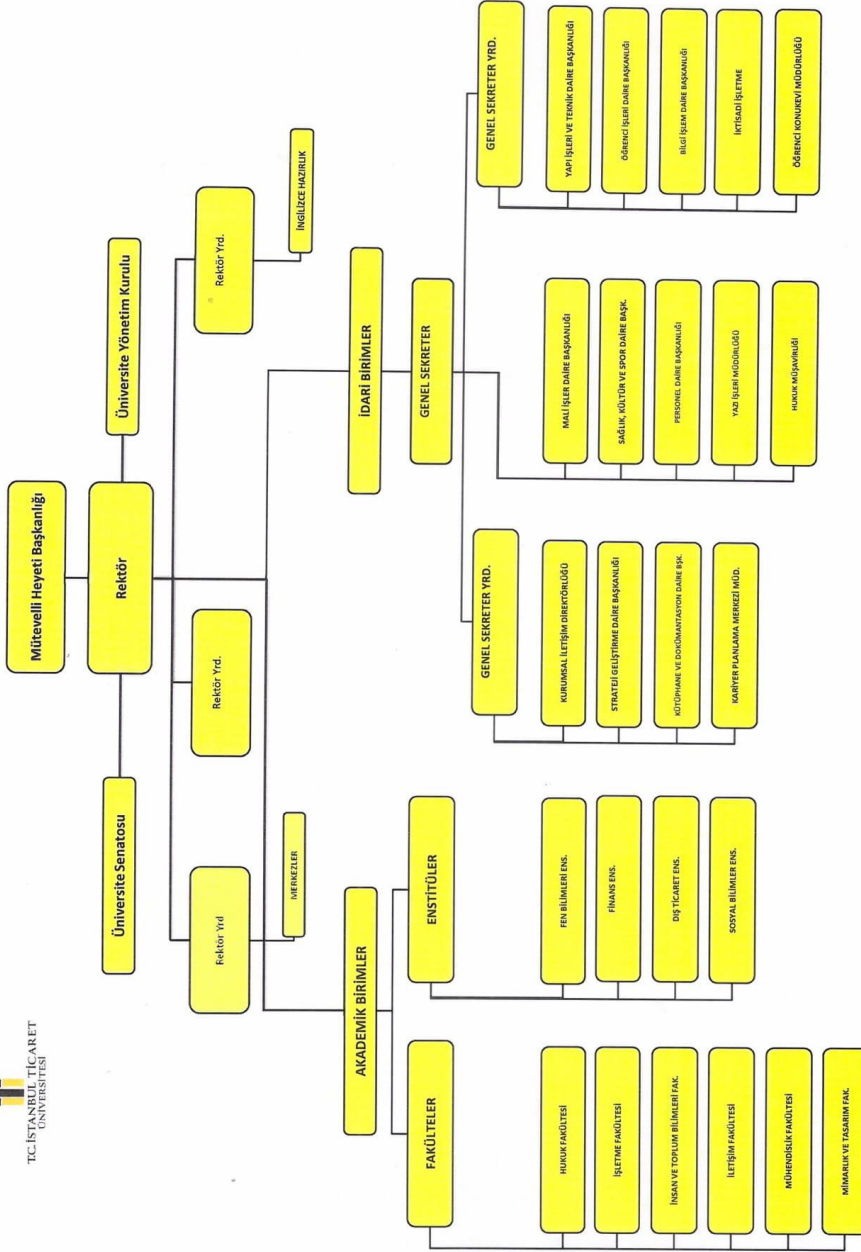 T.C. İSTANBUL TİCARET
ÜNİVERSİTESİ
Mütevelli Heyeti Başkanlığı
Üniversite Senatosu
Rektör
Üniversite Yönetim Kurulu
Rektör Yrd
Rektör Yrd.
Rektör Yrd.
MERKEZLER
İNGİLİZCE HAZIRLIK
AKADEMİK BİRİMLER
İDARİ BİRİMLER
FAKÜLTELER
ENSTİTÜLER
GENEL SEKRETER
HUKUK FAKÜLTESİ
İŞLETME FAKÜLTESİ
İNSAN VE TOPLUM BİLİMLERİ FAK.
İLETİŞİM FAKÜLTESİ
MÜHENDİSLİK FAKÜLTESİ
MİMARLIK VE TASARIM FAK.
FEN BİLİMLERİ ENS.
FİNANS ENS.
DIŞ TİCARET ENS.
SOSYAL BİLİMLER ENS.
GENEL SEKRETER YRD.
KURUMSAL İLETİŞİM DİREKTÖRLÜĞÜ
STRATEJİ GELİŞTİRME DAİRE BAŞKANLIĞI
KÜTÜPHANE VE DOKÜMANTASYON DAİRE BŞK.
KARİYER PLANLAMA MERKEZİ MÜD.
MALİ İŞLER DAİRE BAŞKANLIĞI
SAĞLIK, KÜLTÜR VE SPOR DAİRE BAŞK.
PERSONEL DAİRE BAŞKANLIĞI
YAZI İŞLERİ MÜDÜRLÜĞÜ
HUKUK MÜŞAVİRLİĞİ
GENEL SEKRETER YRD.
YAPI İŞLERİ VE TEKNİK DAİRE BAŞKANLIĞI
ÖĞRENCİ İŞLERİ DAİRE BAŞKANLIĞI
BİLGİ İŞLEM DAİRE BAŞKANLIĞI
İKTİSADİ İŞLETME
ÖĞRENCİ KONUKEVİ MÜDÜRLÜĞÜ